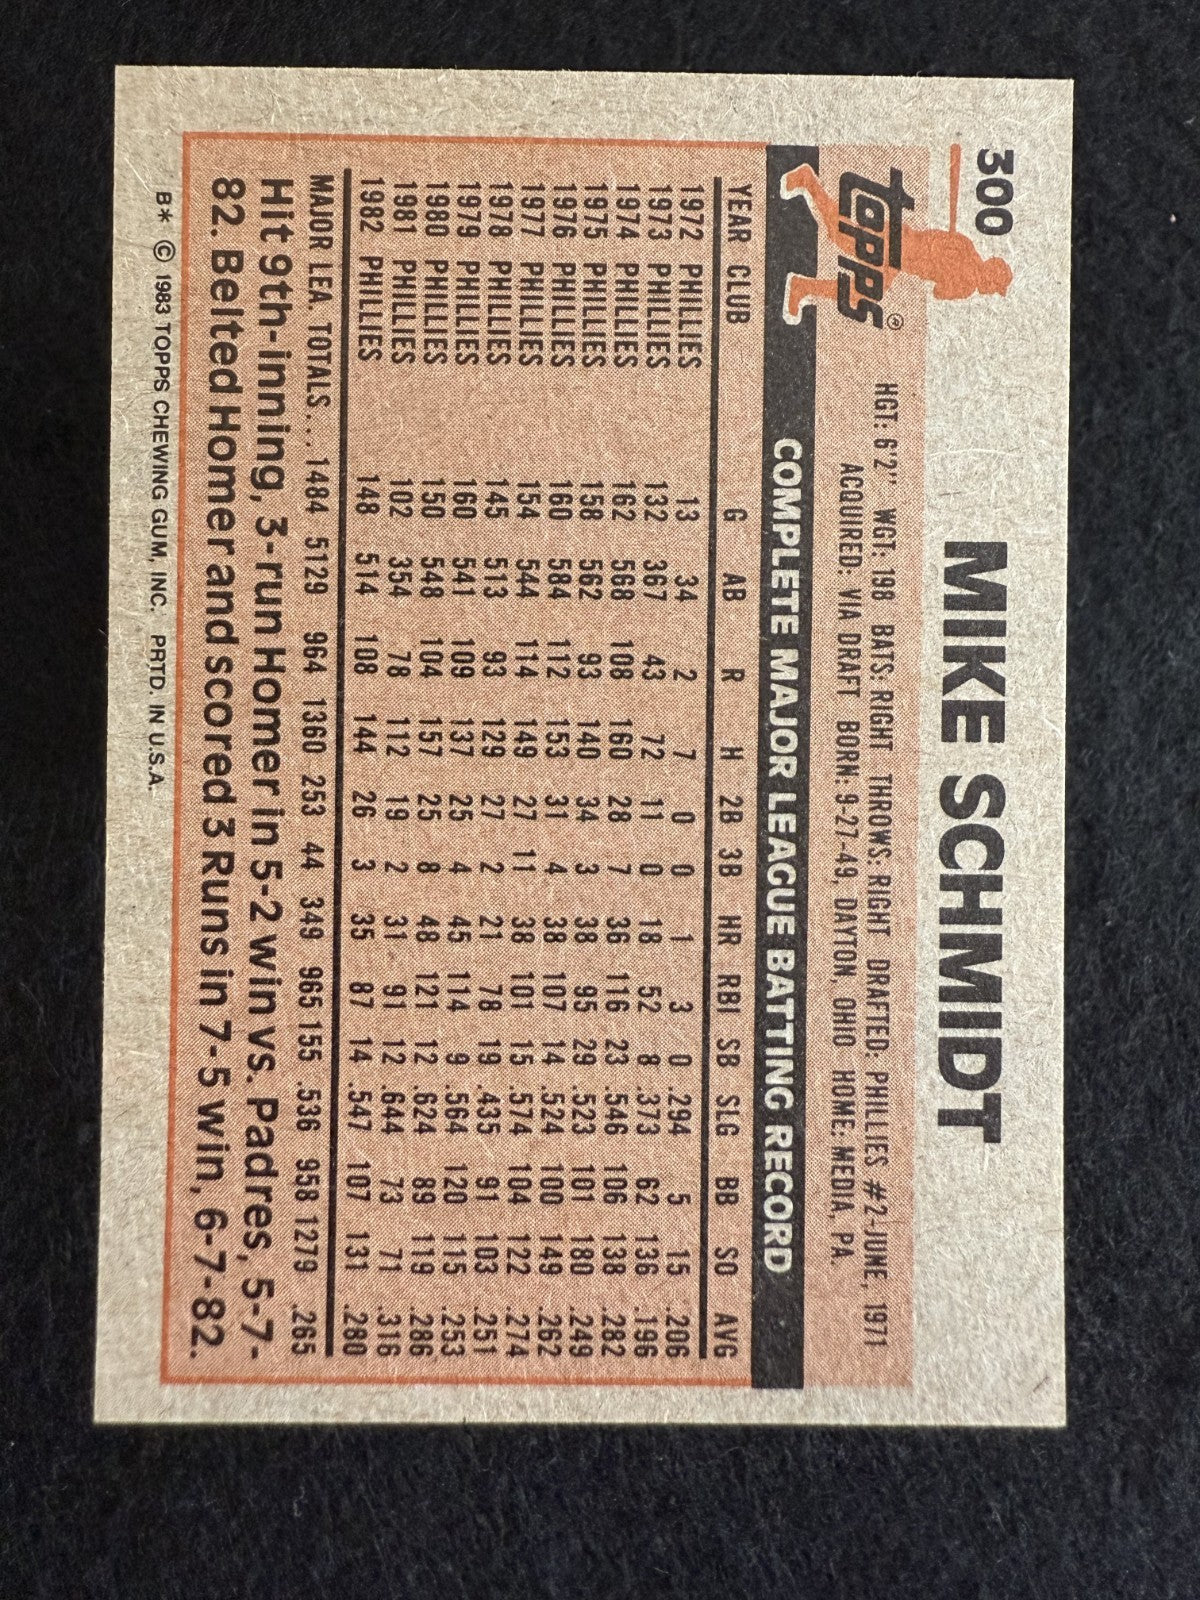 300
MIKE SCHMIDT
topps®
HGT: 6'2" WGT: 198 BATS: RIGHT THROWS: RIGHT DRAFTED: PHILLIES #2-JUNE, 1971
ACQUIRED: VIA DRAFT BORN: 9-27-49, DAYTON, OHIO HOME: MEDIA, PA.
COMPLETE MAJOR LEAGUE BATTING RECORD
YEAR CLUB G AB R H 2B 3B HR RBI SB SLG BB SO AVG
1972 PHILLIES 13 34 2 7 0 0 1 3 0 .294 5 15 .206
1973 PHILLIES 132 367 43 72 11 0 18 52 8 .373 62 136 .196
1974 PHILLIES 162 568 108 160 28 7 36 116 23 .546 106 138 .282
1975 PHILLIES 158 562 93 140 34 3 38 95 29 .523 101 180 .249
1976 PHILLIES 160 584 112 153 31 4 38 107 14 .524 100 149 .262
1977 PHILLIES 154 544 114 149 27 11 38 101 15 .574 104 122 .274
1978 PHILLIES 145 513 93 129 27 2 21 78 19 .435 91 103 .251
1979 PHILLIES 160 541 109 137 25 4 45 114 9 .564 120 115 .253
1980 PHILLIES 150 548 104 157 25 8 48 121 12 .624 89 119 .286
1981 PHILLIES 102 354 78 112 19 2 31 91 12 .644 73 71 .316
1982 PHILLIES 148 514 108 144 26 3 35 87 14 .547 107 131 .280
MAJOR LEA. TOTALS....1484 5129 964 1360 253 44 349 965 155 .536 958 1279 .265
Hit 9th-inning, 3-run Homer in 5-2 win vs. Padres, 5-7-
82. Belted Homer and scored 3 Runs in 7-5 win, 6-7-82.
B* © 1983 TOPPS CHEWING GUM, INC. PRTD. IN U.S.A.